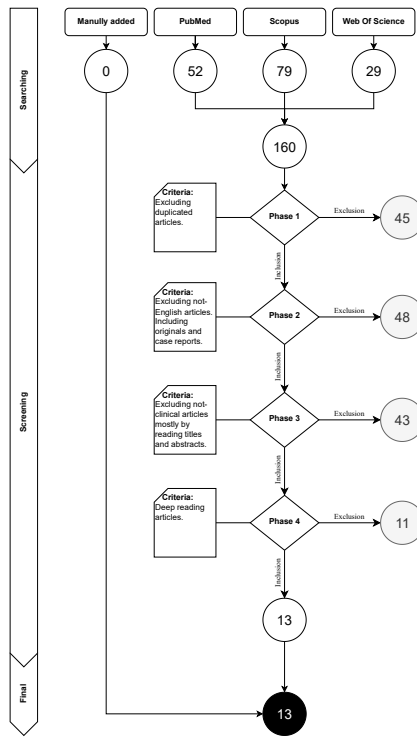 Manully added
PubMed
Scopus
Web Of Science
Searching
0
52
79
29
160
Criteria:
Excluding
duplicated
articles.
Phase 1
Exclusion
45
Inclusion
Criteria:
Excluding not-
English articles.
Including
originals and
case reports.
Phase 2
Exclusion
48
Inclusion
Screening
Criteria:
Excluding not-
clinical articles
mostly by
reading titles
and abstracts.
Phase 3
Exclusion
43
Inclusion
Criteria:
Deep reading
articles.
Phase 4
Exclusion
11
Inclusion
13
Final
13